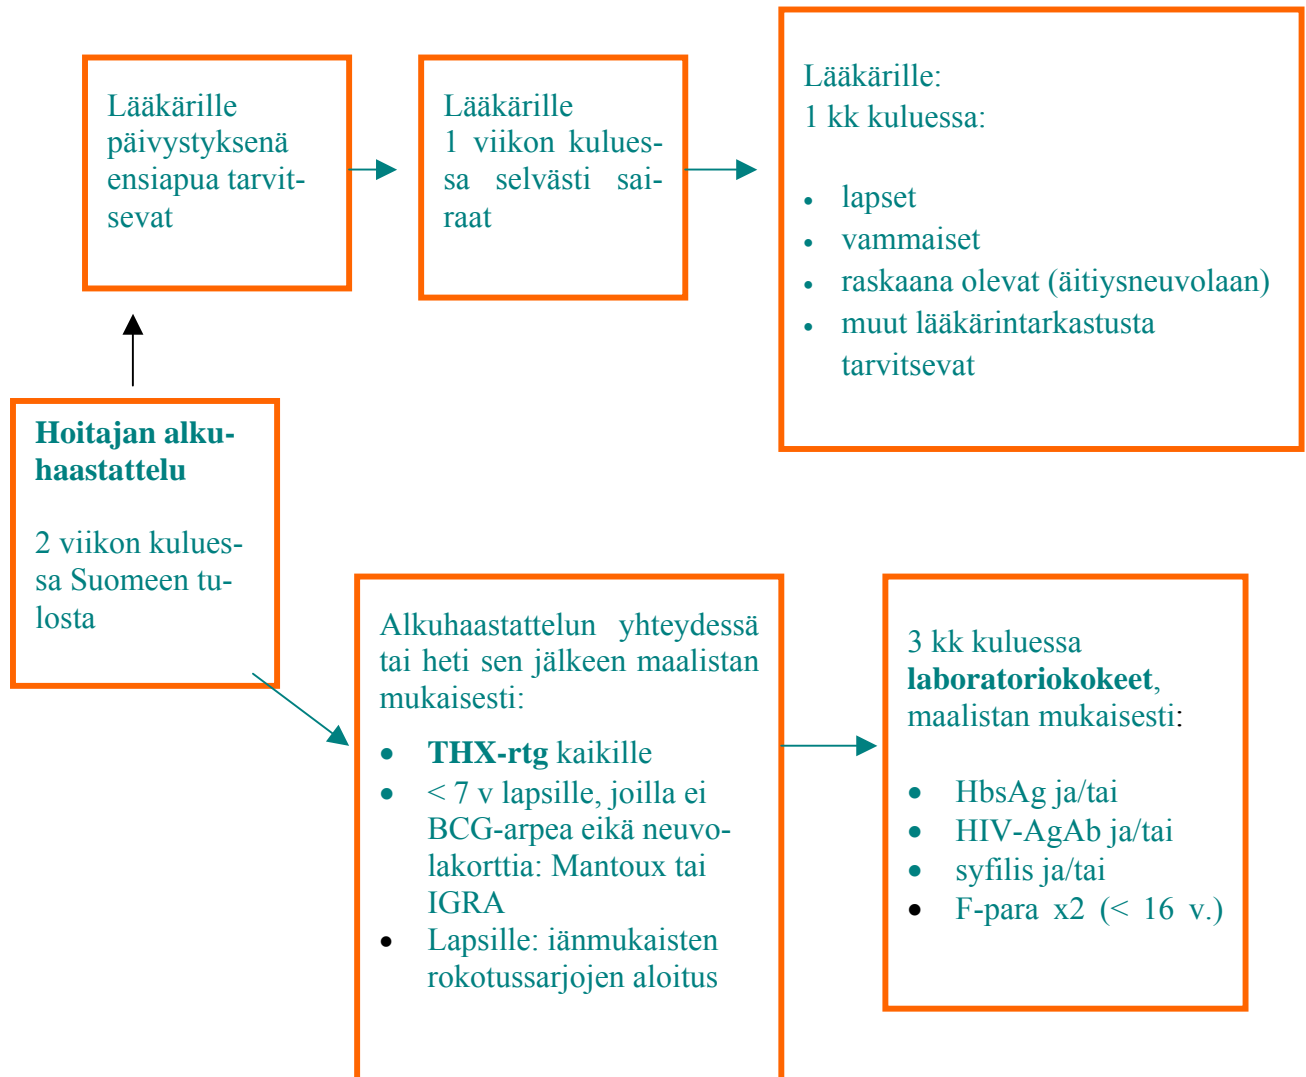 Lääkärille
päivystyksenä
ensiapua tarvit-
sevat
Lääkärille
1 viikon kulues-
sa selvästi sai-
raat
Lääkärille:
1 kk kuluessa:
• lapset
• vammaiset
• raskaana olevat (äitiysneuvolaan)
• muut lääkärintarkastusta
tarvitsevat
Hoitajan alku-
haastattelu
2 viikon kulues-
sa Suomeen tu-
losta
Alkuhaastattelun yhteydessä
tai heti sen jälkeen maalistan
mukaisesti:
• THX-rtg kaikille
• < 7 v lapsille, joilla ei
BCG-arpea eikä neuvo-
lakorttia: Mantoux tai
IGRA
• Lapsille: iänmukaisten
rokotussarjojen aloitus
3 kk kuluessa
laboratoriokokeet,
maalistan mukaisesti:
• HbsAg ja/tai
• HIV-AgAb ja/tai
• syfilis ja/tai
• F-para x2 (< 16 v.)